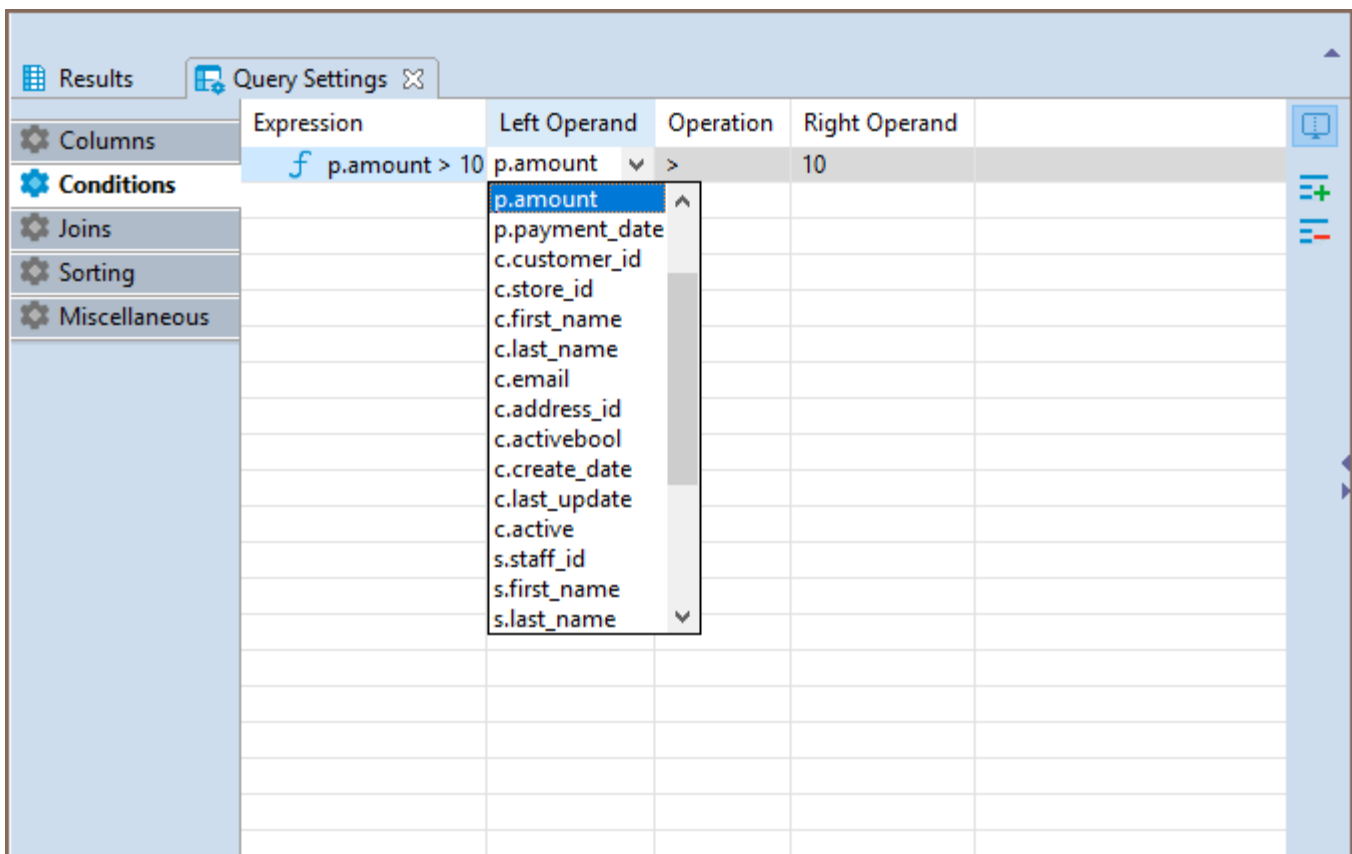 Results Query Settings
Expression Left Operand Operation Right Operand
Columns
p.amount > 10 p.amount > 10
Conditions
p.amount
Joins
p.payment_date
c.customer_id
Sorting
c.store_id
Miscellaneous
c.first_name
c.last_name
c.email
c.address_id
c.activebool
c.create_date
c.last_update
c.active
s.staff_id
s.first_name
s.last_name